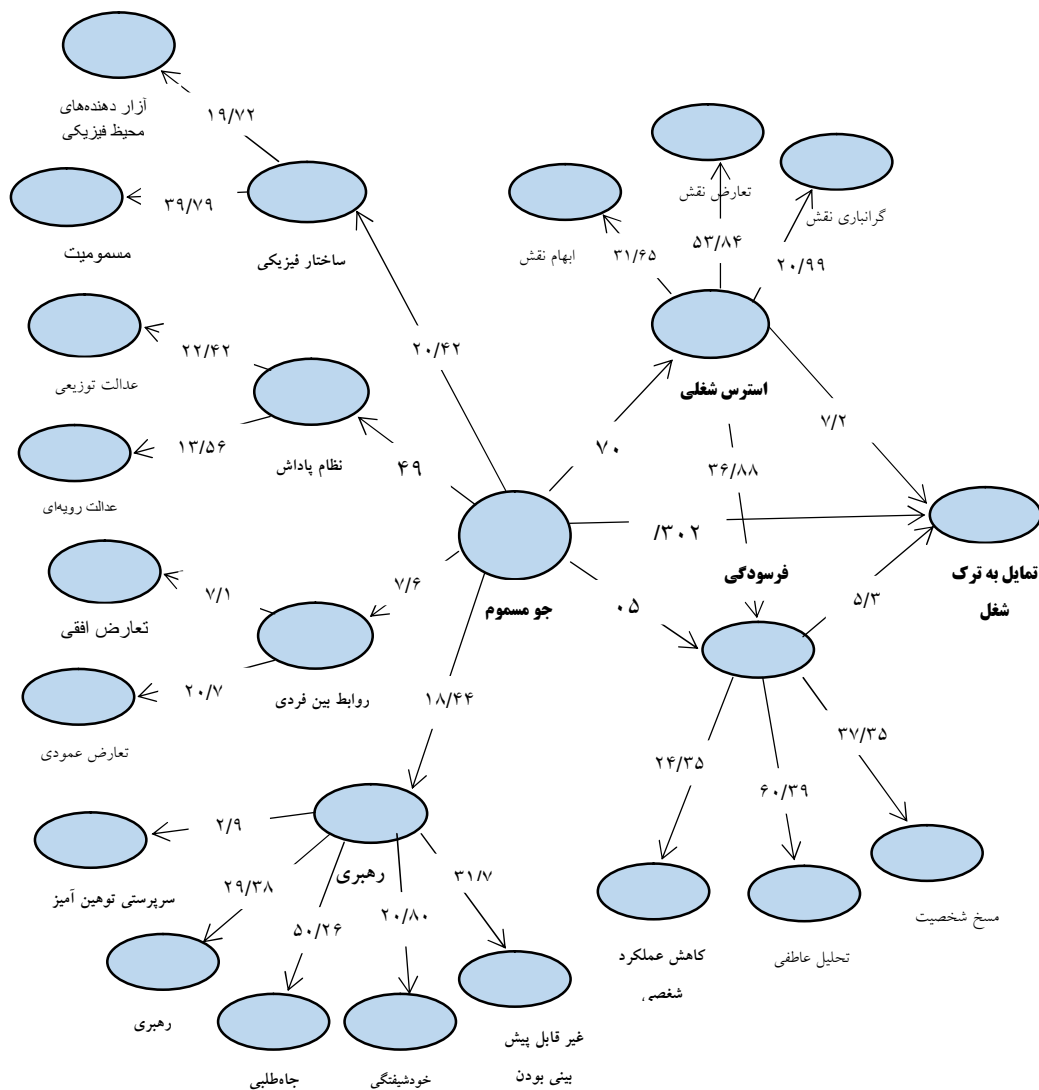 آزار دهنده‌های
محیظ فیزیکی
۱۹/۷۲
۳۹/۷۹
مسمومیت
ساختار فیزیکی
تعارض نقش
گرانباری نقش
ابهام نقش
۳۱/۶۵
۵۳/۸۴
۲۰/۹۹
استرس شغلی
۲۰/۴۲
۲۲/۴۲
عدالت توزیعی
۱۳/۵۶
نظام پاداش
عدالت رویه‌ای
۴۹
۷۰
۳۶/۸۸
۷/۲
/۳۰۲
جو مسموم
فرسودگی
تمایل به ترک
شغل
۰۵
۵/۳
۷/۶
۷/۱
تعارض افقی
۲۰/۷
روابط بین فردی
تعارض عمودی
۱۸/۴۴
۲۴/۳۵
۶۰/۳۹
۳۷/۳۵
۲/۹
سرپرستی توهین آمیز
رهبری
۲۹/۳۸
۵۰/۲۶
۲۰/۸۰
۳۱/۷
رهبری
جاه‌طلبی
خودشیفتگی
غیر قابل پیش
بینی بودن
کاهش عملکرد
شغصی
تحلیل عاطفی
مسخ شخصیت